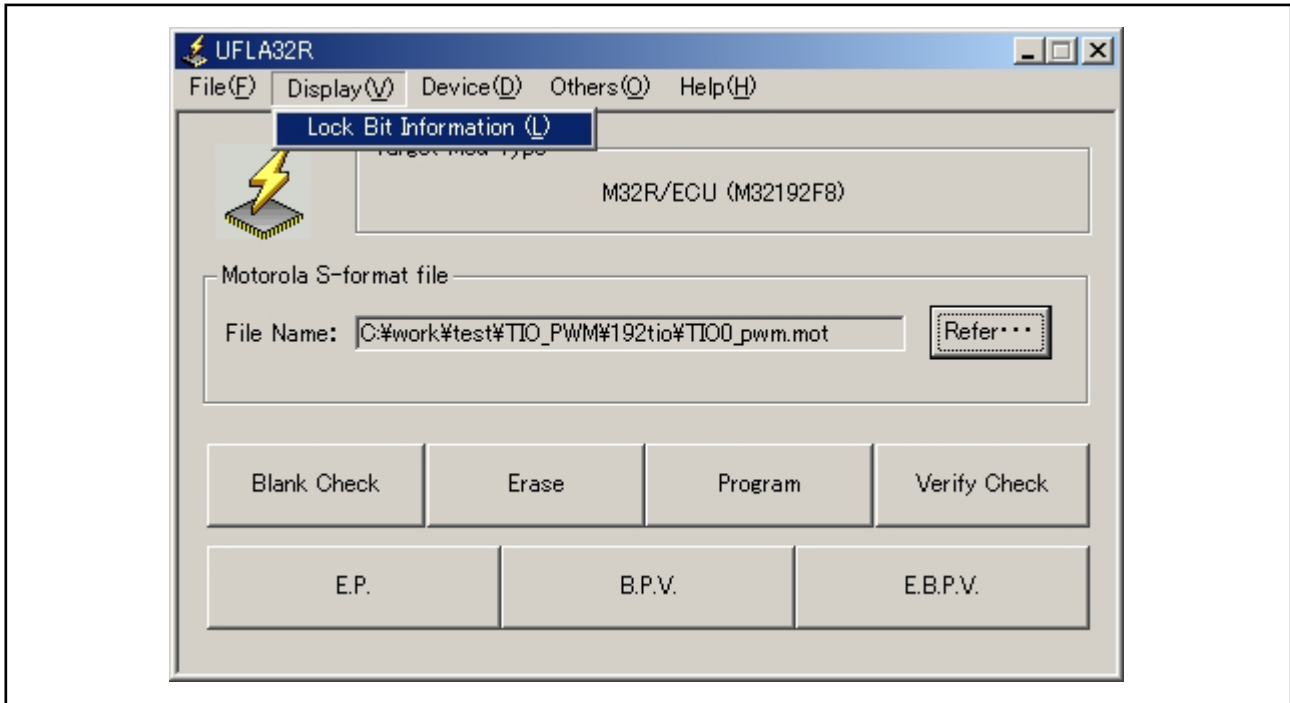 UFLA32R
File(F) Display(V) Device(D) Others(O) Help(H)
Lock Bit Information (L)
M32R/ECU (M32192F8)
Motorola S-format file
File Name: C:¥work¥test¥TIO_PWM¥192tio¥TIO0_pwm.mot Refer・・・
Blank Check Erase Program Verify Check
E.P. B.P.V. E.B.P.V.